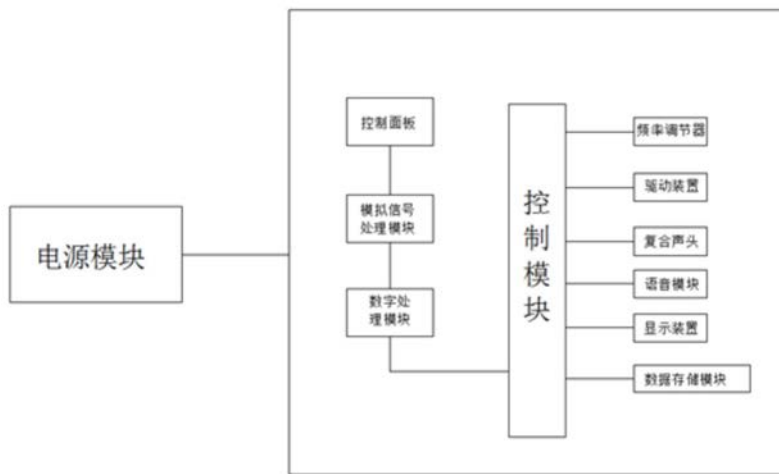 电源模块
控制面板
模拟信号
处理模块
数字处
理模块
控制模块
频率调节器
驱动装置
复合声头
语音模块
显示装置
数据存储模块